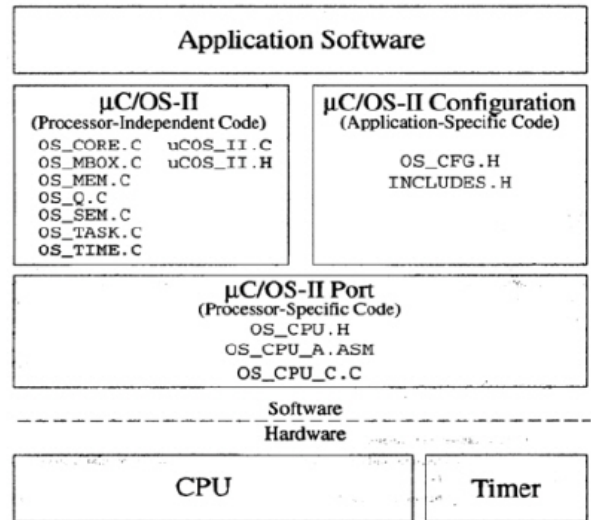 Application Software
µC/OS-II
(Processor-Independent Code)
OS_CORE.C uCOS_II.C
OS_MBOX.C uCOS_II.H
OS_MEM.C
OS_Q.C
OS_SEM.C
OS_TASK.C
OS_TIME.C
µC/OS-II Configuration
(Application-Specific Code)
OS_CFG.H
INCLUDES.H
µC/OS-II Port
(Processor-Specific Code)
OS_CPU.H
OS_CPU_A.ASM
OS_CPU_C.C
Software
Hardware
CPU
Timer